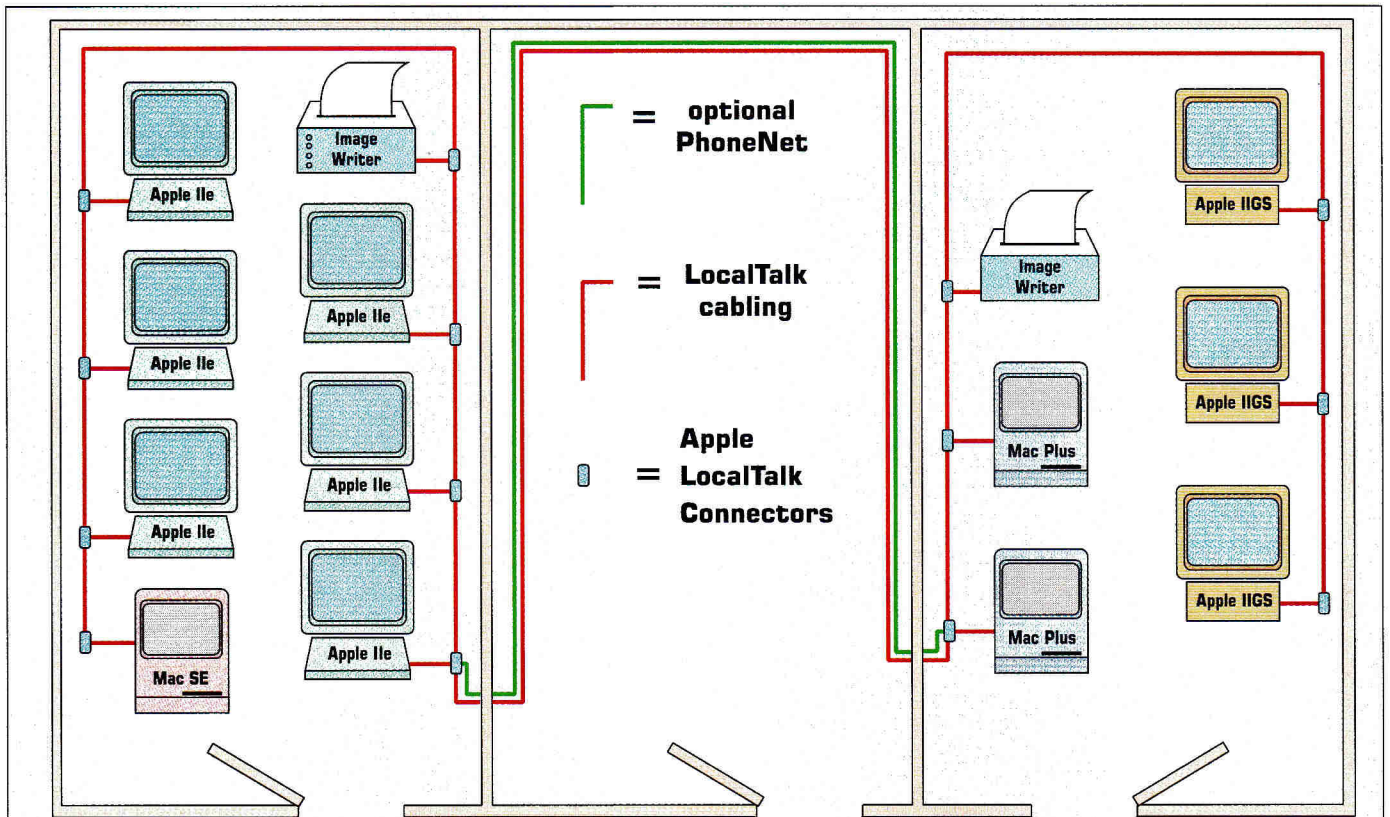 Apple IIe
Apple IIe
Apple IIe
Mac SE
Image
Writer
Apple IIe
Apple IIe
Apple IIe
= optional
PhoneNet
= LocalTalk
cabling
= Apple
LocalTalk
Connectors
Image
Writer
Mac Plus
Mac Plus
Apple IIGS
Apple IIGS
Apple IIGS